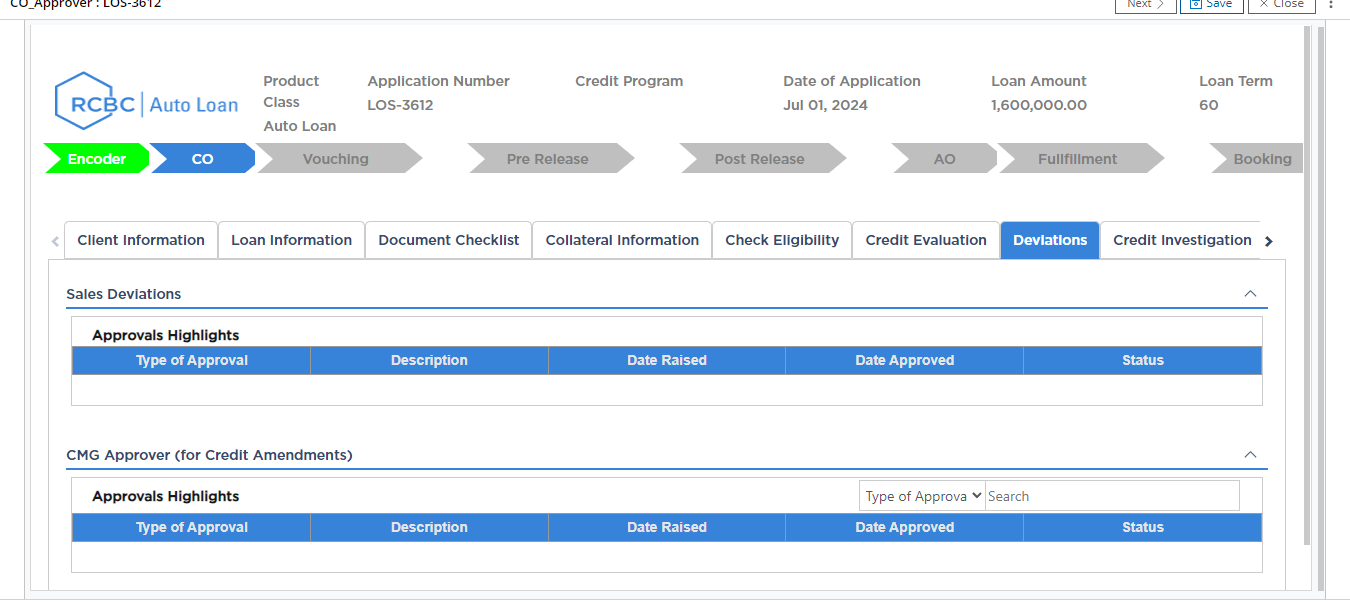 CO_Approver : LOS-3612
Next
Save
Close
RCBC | Auto Loan
Product Class
Auto Loan
Application Number
LOS-3612
Credit Program
Date of Application
Jul 01, 2024
Loan Amount
1,600,000.00
Loan Term
60
Encoder
CO
Vouching
Pre Release
Post Release
AO
Fullfillment
Booking
Client Information
Loan Information
Document Checklist
Collateral Information
Check Eligibility
Credit Evaluation
Deviations
Credit Investigation
Sales Deviations
Approvals Highlights
Type of Approval Description Date Raised Date Approved Status
CMG Approver (for Credit Amendments)
Approvals Highlights
Type of Approva Search
Type of Approval Description Date Raised Date Approved Status